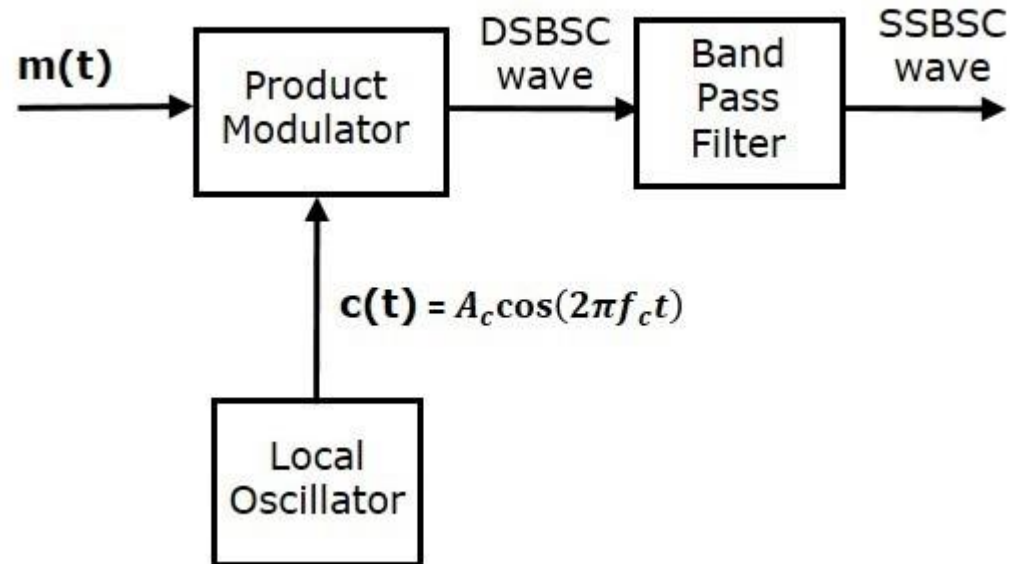 m(t)
Product
Modulator
DSBSC
wave
Band
Pass
Filter
SSBSC
wave
c(t) = A_c cos(2πf_c t)
Local
Oscillator